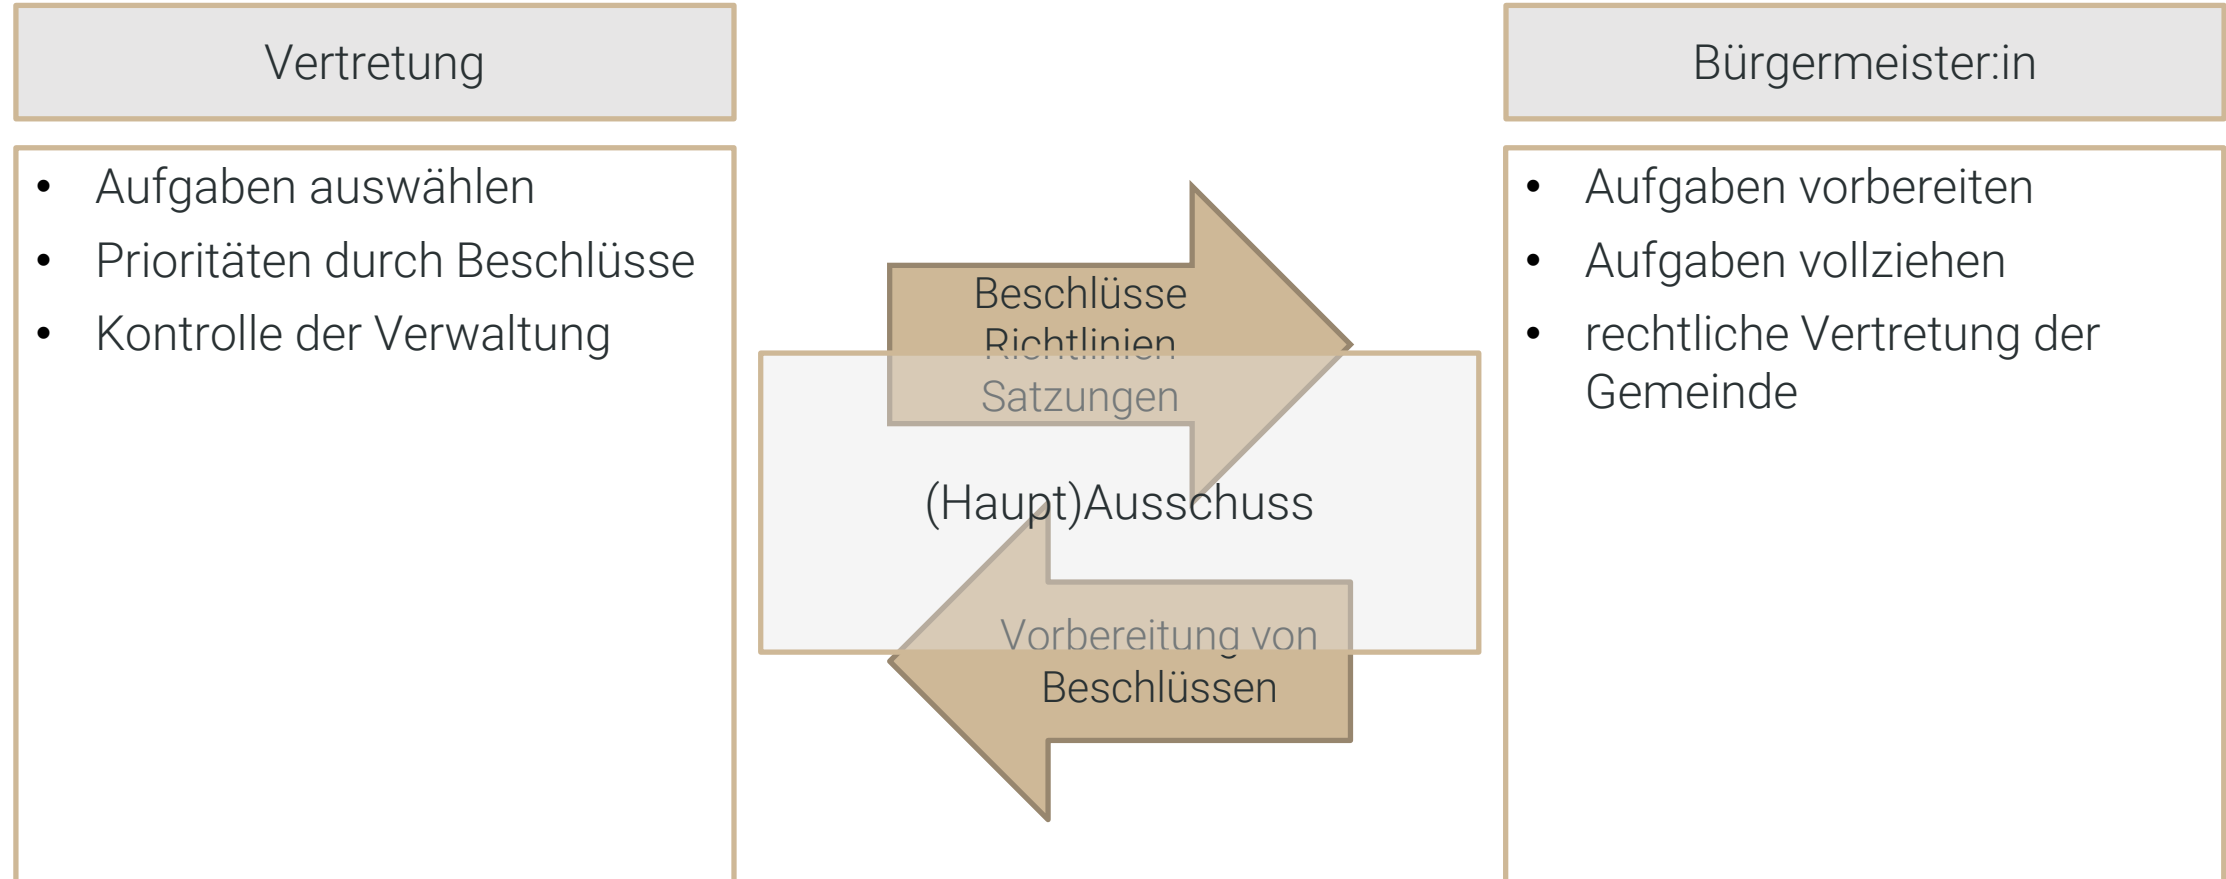 Vertretung
• Aufgaben auswählen
• Prioritäten durch Beschlüsse
• Kontrolle der Verwaltung
Beschlüsse
Richtlinien
Satzungen
(Haupt)Ausschuss
Vorbereitung von
Beschlüssen
Bürgermeister:in
• Aufgaben vorbereiten
• Aufgaben vollziehen
• rechtliche Vertretung der
Gemeinde